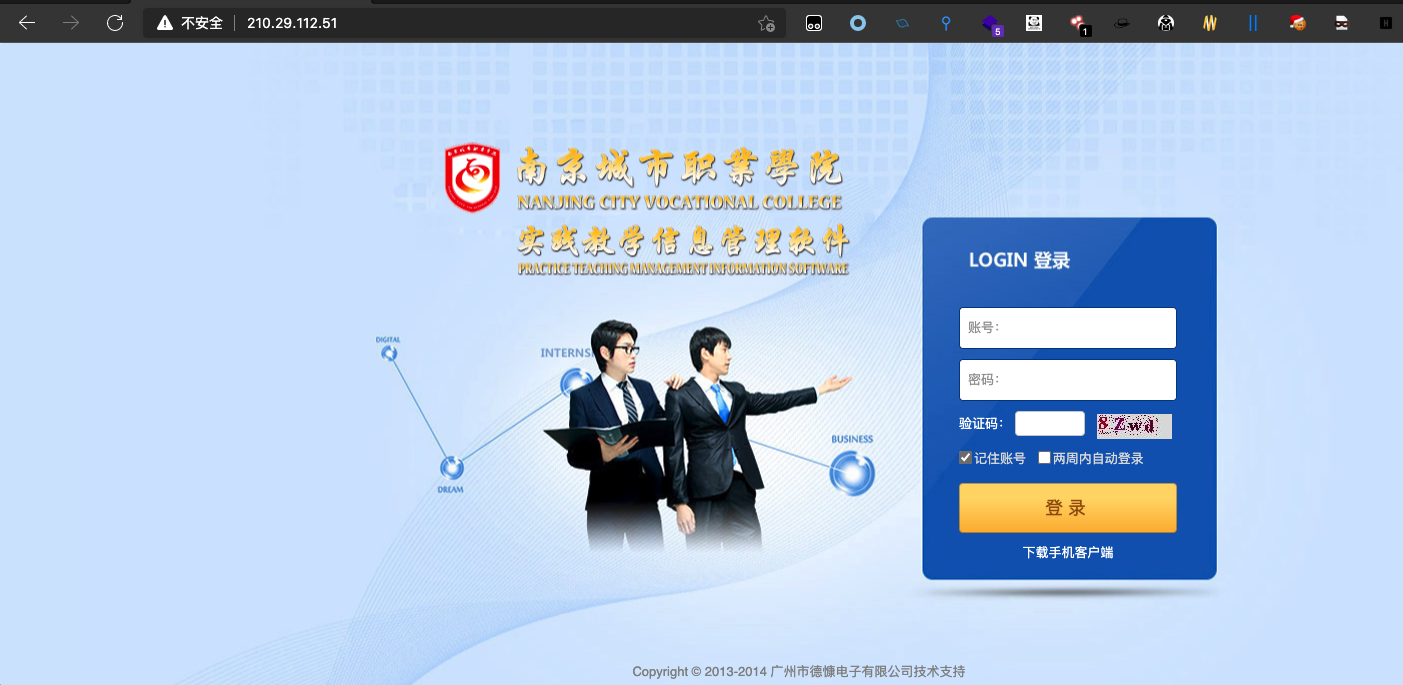 不安全 210.29.112.51
5
1
南京城市职業學院
NANJING CITY VOCATIONAL COLLEGE
实践教学信息管理软件
PRACTICE TEACHING MANAGEMENT INFORMATION SOFTWARE
LOGIN 登录
账号：
密码：
验证码： 8Zwd
记住账号 两周内自动登录
登 录
下载手机客户端
DIGITAL
INTERNS
BUSINESS
DREAM
Copyright © 2013-2014 广州市德慷电子有限公司技术支持